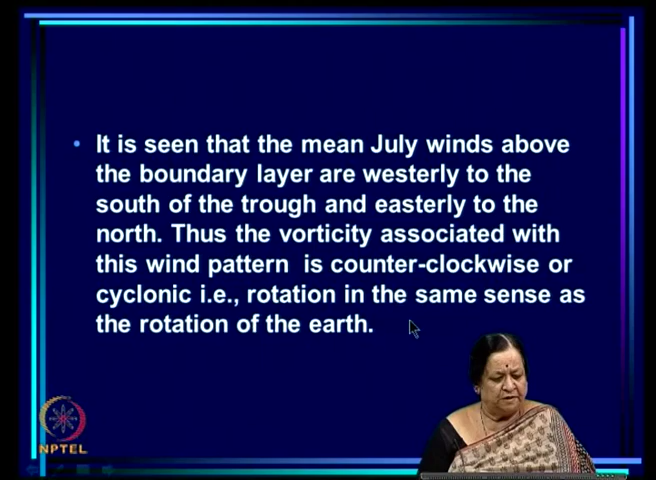 • It is seen that the mean July winds above
the boundary layer are westerly to the
south of the trough and easterly to the
north. Thus the vorticity associated with
this wind pattern is counter-clockwise or
cyclonic i.e., rotation in the same sense as
the rotation of the earth.
NPTEL